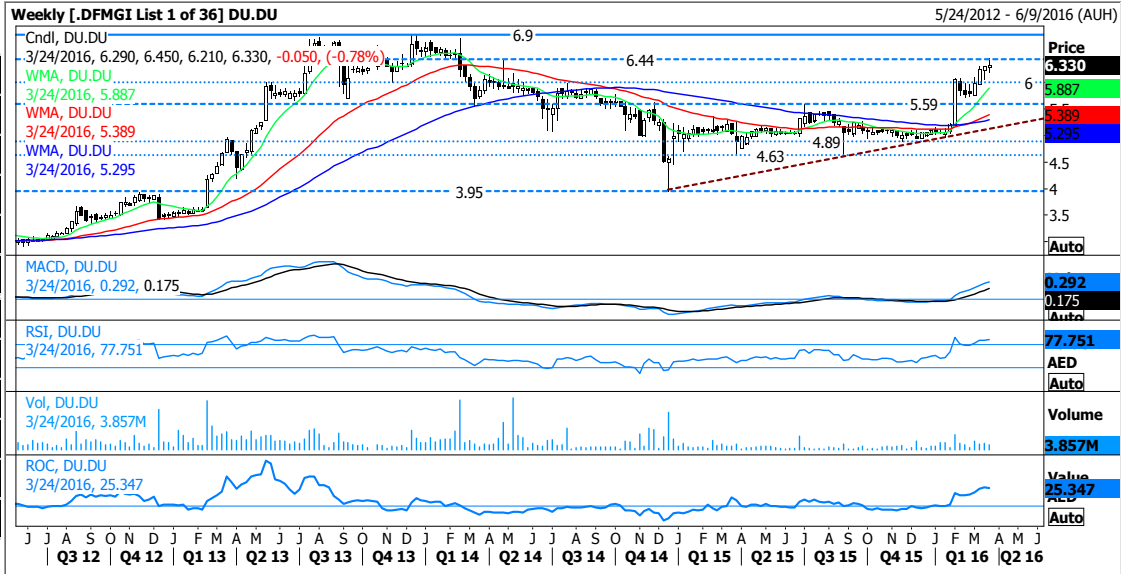 Weekly [.DFMGI List 1 of 36] DU.DU
5/24/2012 - 6/9/2016 (AUH)
Cndl, DU.DU
3/24/2016, 6.290, 6.450, 6.210, 6.330, -0.050, (-0.78%)
WMA, DU.DU
3/24/2016, 5.887
WMA, DU.DU
3/24/2016, 5.389
WMA, DU.DU
3/24/2016, 5.295
6.9
6.44
6
5.59
4.89
4.63
3.95
Price
6.330
5.887
5.389
5.295
4.5
4
3.5
Auto
MACD, DU.DU
3/24/2016, 0.292, 0.175
0.292
0.175
Auto
RSI, DU.DU
3/24/2016, 77.751
77.751
AED
Auto
Vol, DU.DU
3/24/2016, 3.857M
Volume
3.857M
ROC, DU.DU
3/24/2016, 25.347
Value
25.347
Auto
J A S O N D J F M A M J J A S O N D J F M A M J J A S O N D J F M A M J J A S O N D J F M A M J
Q3 12 Q4 12 Q1 13 Q2 13 Q3 13 Q4 13 Q1 14 Q2 14 Q3 14 Q4 14 Q1 15 Q2 15 Q3 15 Q4 15 Q1 16 Q2 16